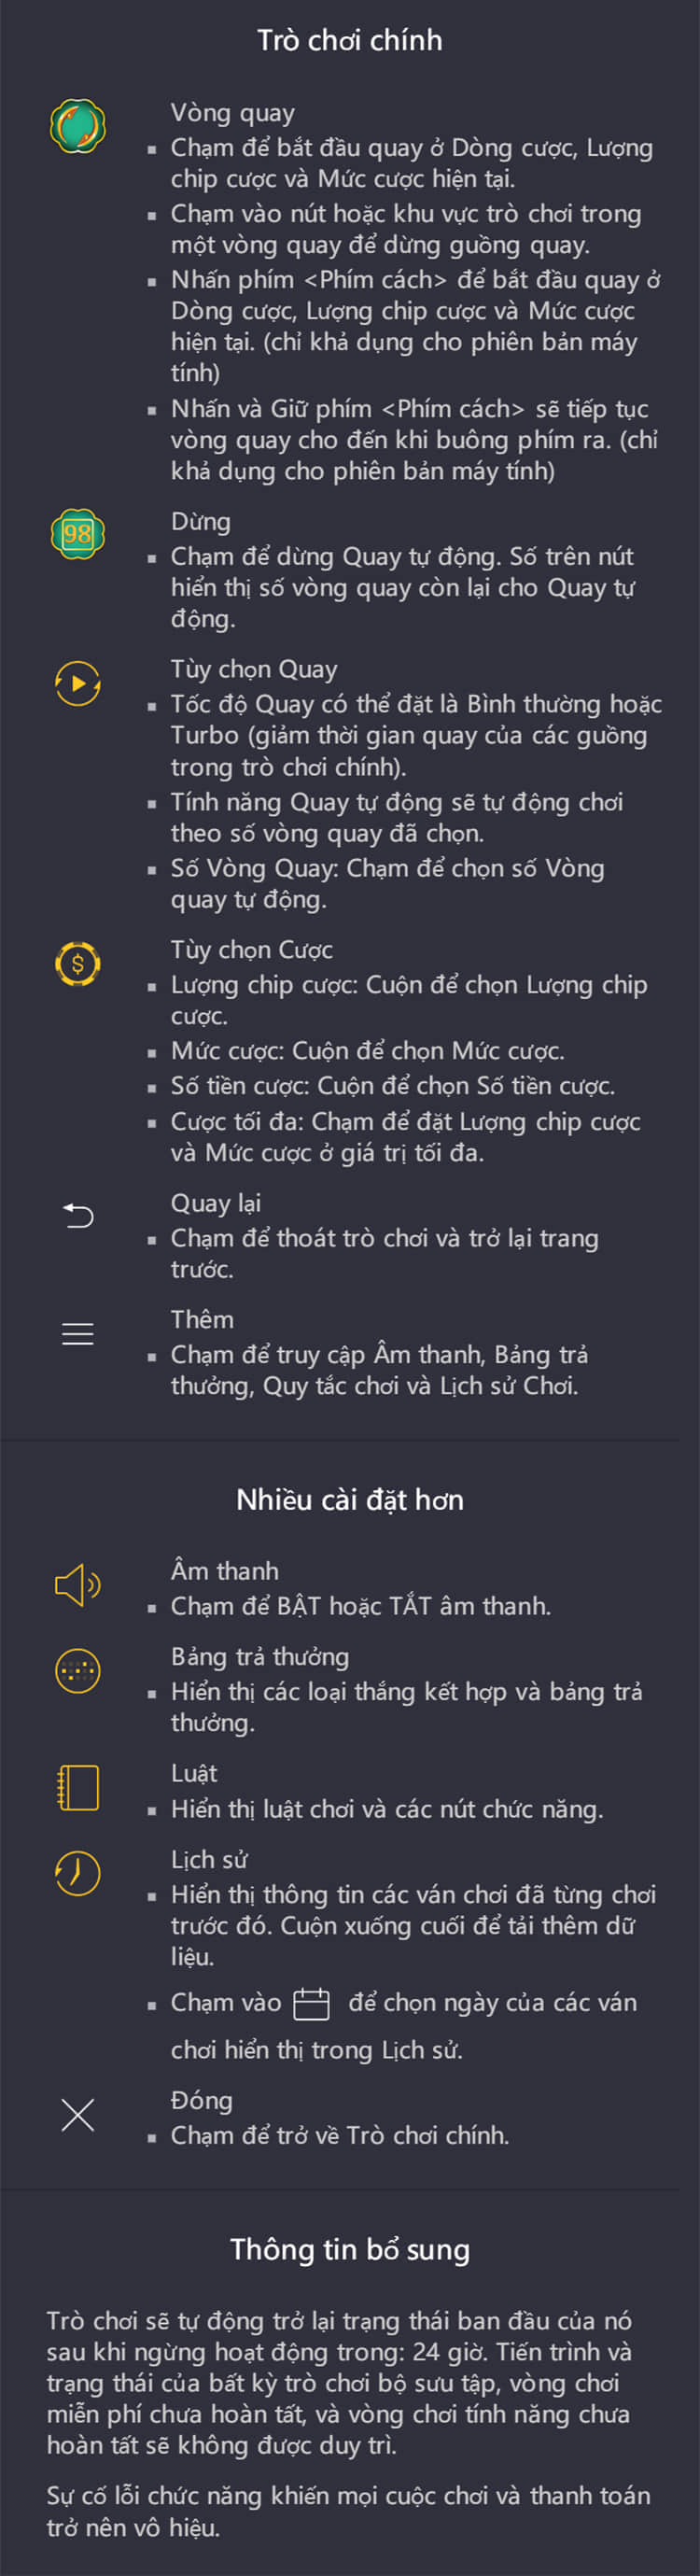 Trò chơi chính
Vòng quay
▪ Chạm để bắt đầu quay ở Dòng cược, Lượng
chip cược và Mức cược hiện tại.
▪ Chạm vào nút hoặc khu vực trò chơi trong
một vòng quay để dừng guồng quay.
▪ Nhấn phím <Phím cách> để bắt đầu quay ở
Dòng cược, Lượng chip cược và Mức cược
hiện tại. (chỉ khả dụng cho phiên bản máy
tính)
▪ Nhấn và Giữ phím <Phím cách> sẽ tiếp tục
vòng quay cho đến khi buông phím ra. (chỉ
khả dụng cho phiên bản máy tính)
98
Dừng
▪ Chạm để dừng Quay tự động. Số trên nút
hiển thị số vòng quay còn lại cho Quay tự
động.
Tùy chọn Quay
▪ Tốc độ Quay có thể đặt là Bình thường hoặc
Turbo (giảm thời gian quay của các guồng
trong trò chơi chính).
▪ Tính năng Quay tự động sẽ tự động chơi
theo số vòng quay đã chọn.
▪ Số Vòng Quay: Chạm để chọn số Vòng
quay tự động.
$
Tùy chọn Cược
▪ Lượng chip cược: Cuộn để chọn Lượng chip
cược.
▪ Mức cược: Cuộn để chọn Mức cược.
▪ Số tiền cược: Cuộn để chọn Số tiền cược.
▪ Cược tối đa: Chạm để đặt Lượng chip cược
và Mức cược ở giá trị tối đa.
Quay lại
▪ Chạm để thoát trò chơi và trở lại trang
trước.
Thêm
▪ Chạm để truy cập Âm thanh, Bảng trả
thưởng, Quy tắc chơi và Lịch sử Chơi.
Nhiều cài đặt hơn
Âm thanh
▪ Chạm để BẬT hoặc TẮT âm thanh.
Bảng trả thưởng
▪ Hiển thị các loại thắng kết hợp và bảng trả
thưởng.
Luật
▪ Hiển thị luật chơi và các nút chức năng.
Lịch sử
▪ Hiển thị thông tin các ván chơi đã từng chơi
trước đó. Cuộn xuống cuối để tải thêm dữ
liệu.
▪ Chạm vào để chọn ngày của các ván
chơi hiển thị trong Lịch sử.
Đóng
▪ Chạm để trở về Trò chơi chính.
Thông tin bổ sung
Trò chơi sẽ tự động trở lại trạng thái ban đầu của nó
sau khi ngừng hoạt động trong: 24 giờ. Tiến trình và
trạng thái của bất kỳ trò chơi bộ sưu tập, vòng chơi
miễn phí chưa hoàn tất, và vòng chơi tính năng chưa
hoàn tất sẽ không được duy trì.
Sự cố lỗi chức năng khiến mọi cuộc chơi và thanh toán
trở nên vô hiệu.